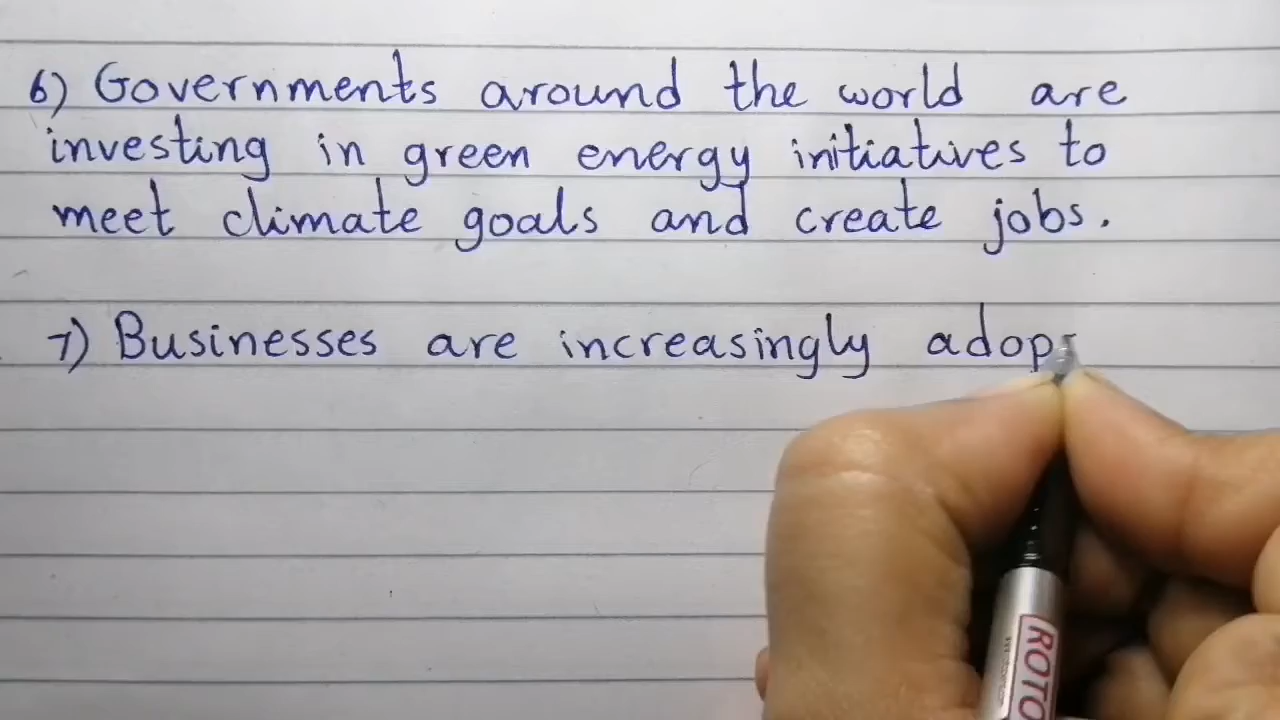 6) Governments around the world are
investing in green energy initiatives to
meet climate goals and create jobs.
7) Businesses are increasingly adop
ROTO